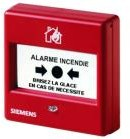 ALARME INCENDIE
BRISEZ LA GLACE
EN CAS DE NECESSITE
SIEMENS